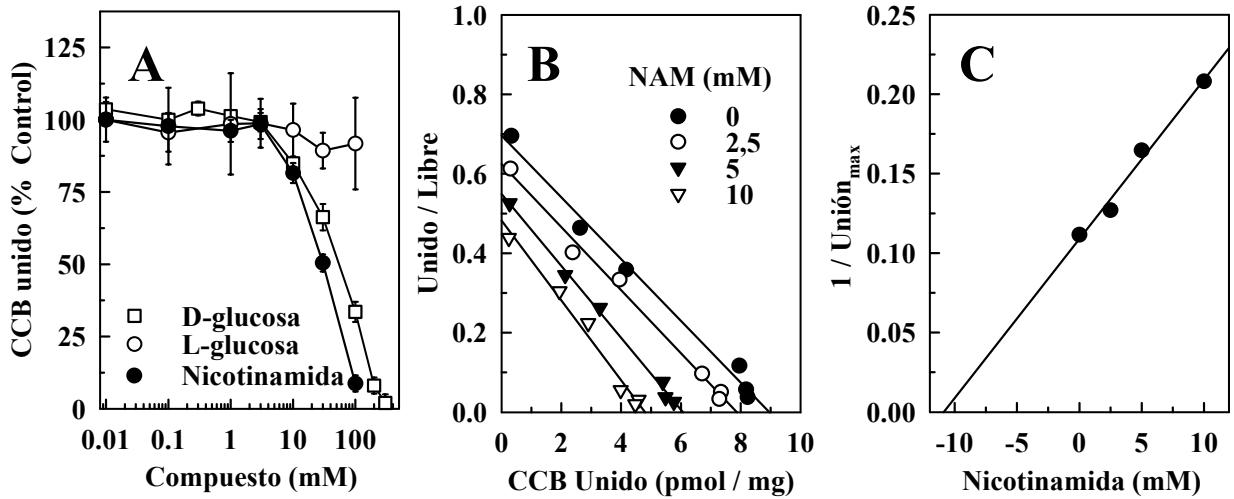 A
CCB unido (% Control)
125
100
75
50
25
0
D-glucosa
L-glucosa
Nicotinamida
0.01 0.1 1 10 100
Compuesto (mM)
B
NAM (mM)
0
2,5
5
10
Unido / Libre
1.0
0.8
0.6
0.4
0.2
0.0
0 2 4 6 8 10
CCB Unido (pmol / mg)
C
1 / Unión_max
0.25
0.20
0.15
0.10
0.05
0.00
-10 -5 0 5 10
Nicotinamida (mM)